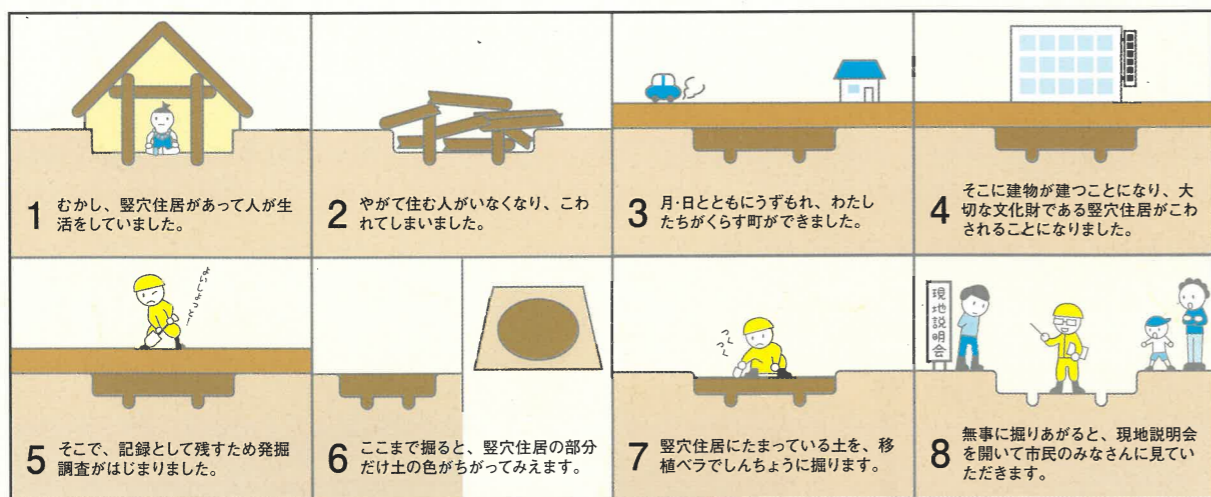 1 むかし、竪穴住居があって人が生
活をしていました。
2 やがて住む人がいなくなり、こわ
れてしまいました。
3 月・日とともにうずもれ、わたし
たちがくらす町ができました。
4 そこに建物が建つことになり、大
切な文化財である竪穴住居がこわ
されることになりました。
よいしょっとー
5 そこで、記録として残すため発掘
調査がはじまりました。
6 ここまで掘ると、竪穴住居の部分
だけ土の色がちがってみえます。
つくつく
7 竪穴住居にたまっている土を、移
植ベラでしんちょうに掘ります。
現地説明会
8 無事に掘りあがると、現地説明会
を開いて市民のみなさんに見てい
ただきます。